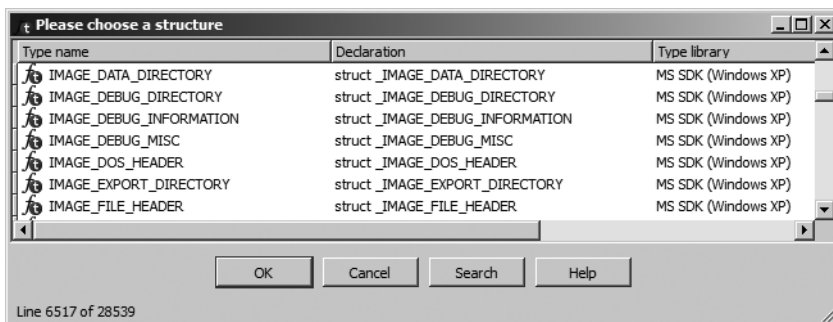 Please choose a structure
Type name Declaration Type library
IMAGE_DATA_DIRECTORY struct _IMAGE_DATA_DIRECTORY MS SDK (Windows XP)
IMAGE_DEBUG_DIRECTORY struct _IMAGE_DEBUG_DIRECTORY MS SDK (Windows XP)
IMAGE_DEBUG_INFORMATION struct _IMAGE_DEBUG_INFORMATION MS SDK (Windows XP)
IMAGE_DEBUG_MISC struct _IMAGE_DEBUG_MISC MS SDK (Windows XP)
IMAGE_DOS_HEADER struct _IMAGE_DOS_HEADER MS SDK (Windows XP)
IMAGE_EXPORT_DIRECTORY struct _IMAGE_EXPORT_DIRECTORY MS SDK (Windows XP)
IMAGE_FILE_HEADER struct _IMAGE_FILE_HEADER MS SDK (Windows XP)
OK Cancel Search Help
Line 6517 of 28539